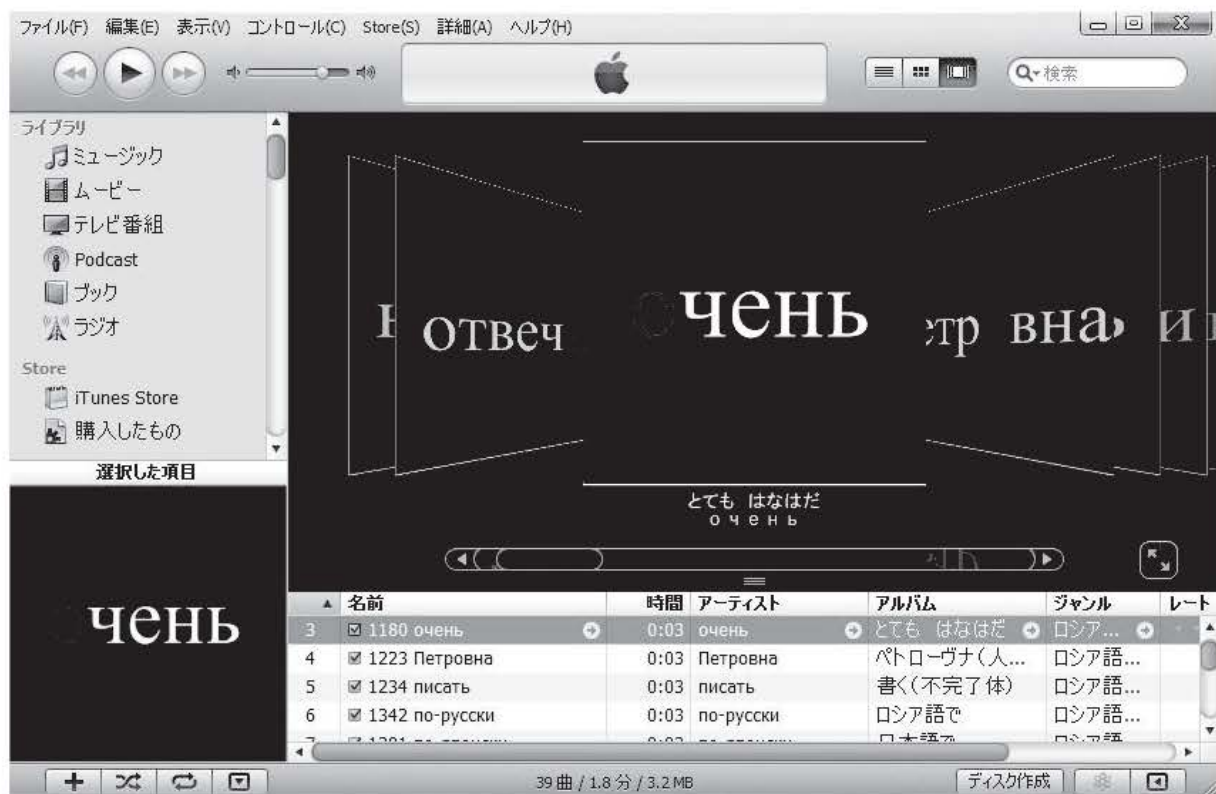 ファイル(F) 編集(E) 表示(V) コントロール(C) Store(S) 詳細(A) ヘルプ(H)
検索
ライブラリ
ミュージック
ムービー
テレビ番組
Podcast
ブック
ラジオ
Store
iTunes Store
購入したもの
選択した項目
чень
отвеч
чень
етр вна
и
とても はなはだ
очень
名前 時間 アーティスト アルバム ジャンル レート
3 1180 очень 0:03 очень とても はなはだ ロシア...
4 1223 Петровна 0:03 Петровна ペトローヴナ(人... ロシア語...
5 1234 писать 0:03 писать 書く(不完了体) ロシア語...
6 1342 по-русски 0:03 по-русски ロシア語で ロシア語...
39曲 / 1.8 分 / 3.2 MB
ディスク作成